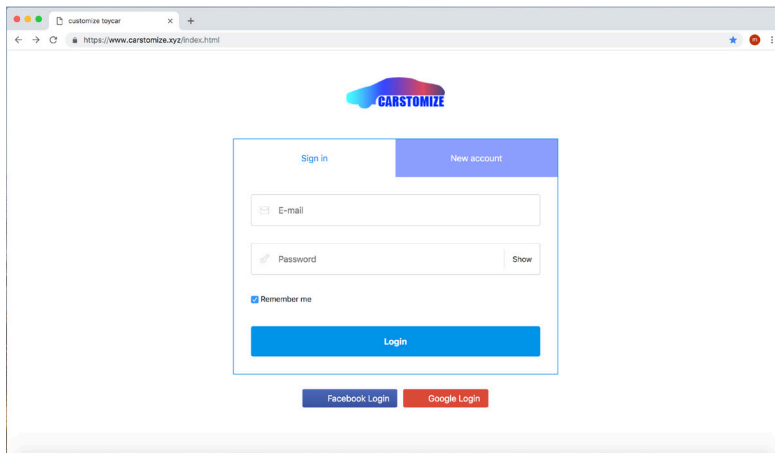 customize toycar
https://www.carstomize.xyz/index.html
m
CARSTOMIZE
Sign in
New account
E-mail
Password
Show
Remember me
Login
Facebook Login
Google Login